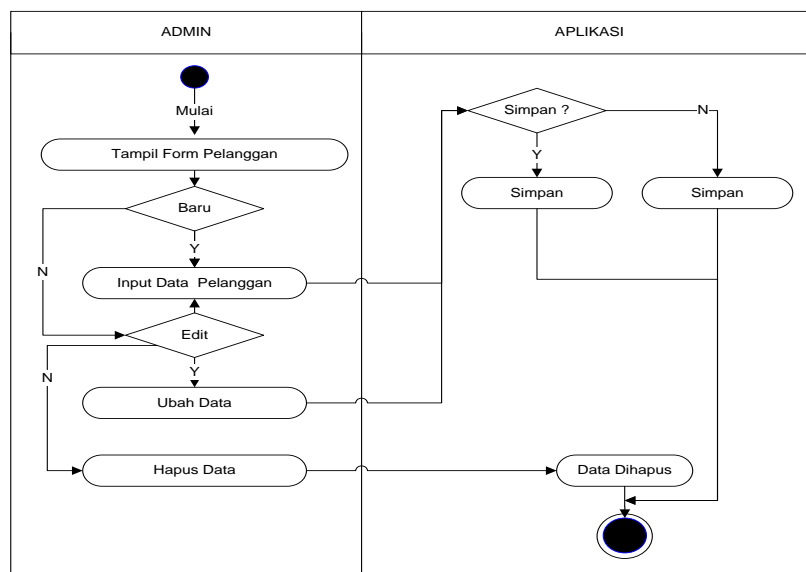 ADMIN
APLIKASI
Mulai
Simpan ?
N
Tampil Form Pelanggan
Y
Simpan
Simpan
Baru
Y
N
Input Data Pelanggan
Edit
Y
N
Ubah Data
Hapus Data
Data Dihapus